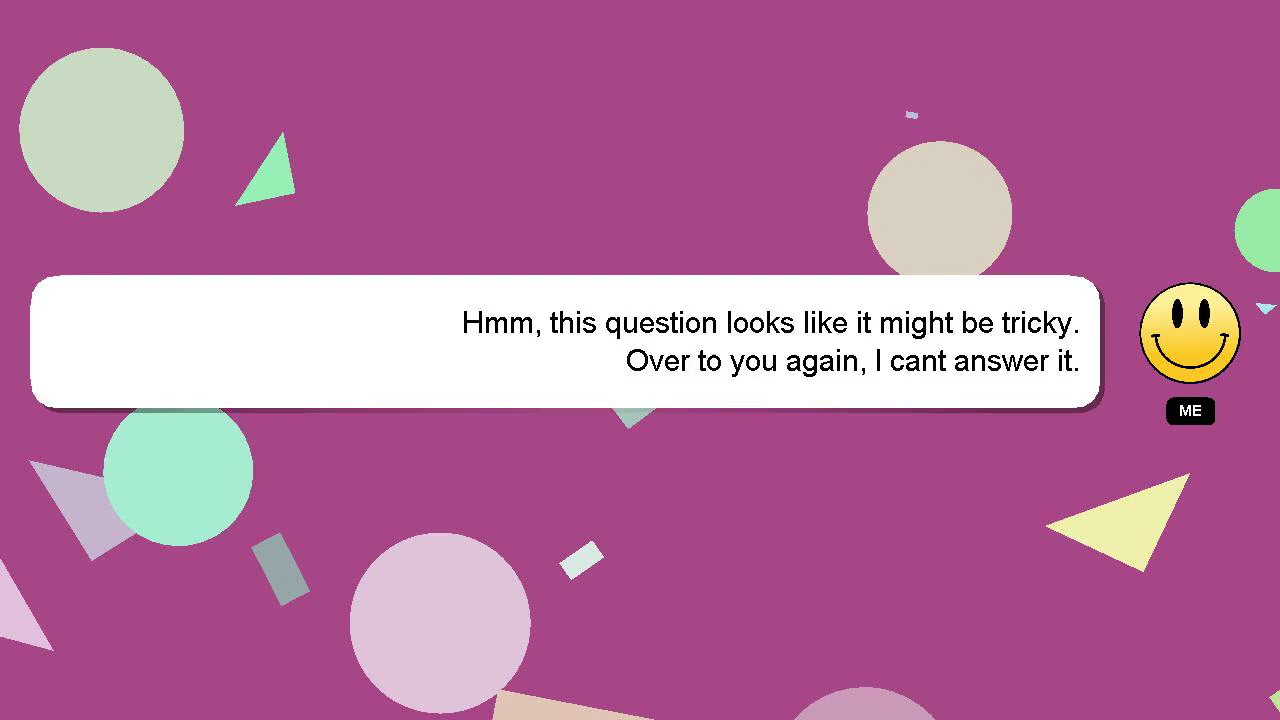 Hmm, this question looks like it might be tricky.
Over to you again, I cant answer it.
ME